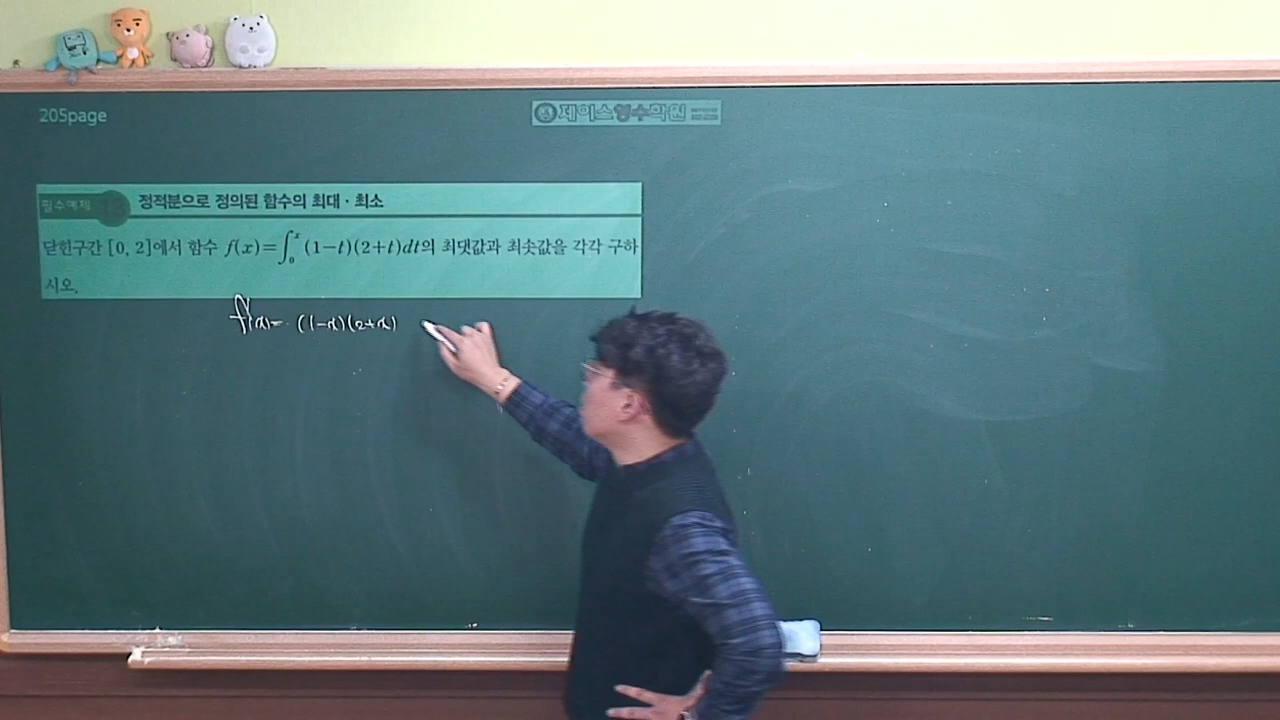 205page
제이스영수학원
필수예제 13 정적분으로 정의된 함수의 최대 · 최소
닫힌구간 [0, 2]에서 함수 f(x)=∫₀ˣ (1−t)(2+t)dt의 최댓값과 최솟값을 각각 구하
시오.
f'(x)= (1-x)(2+x)